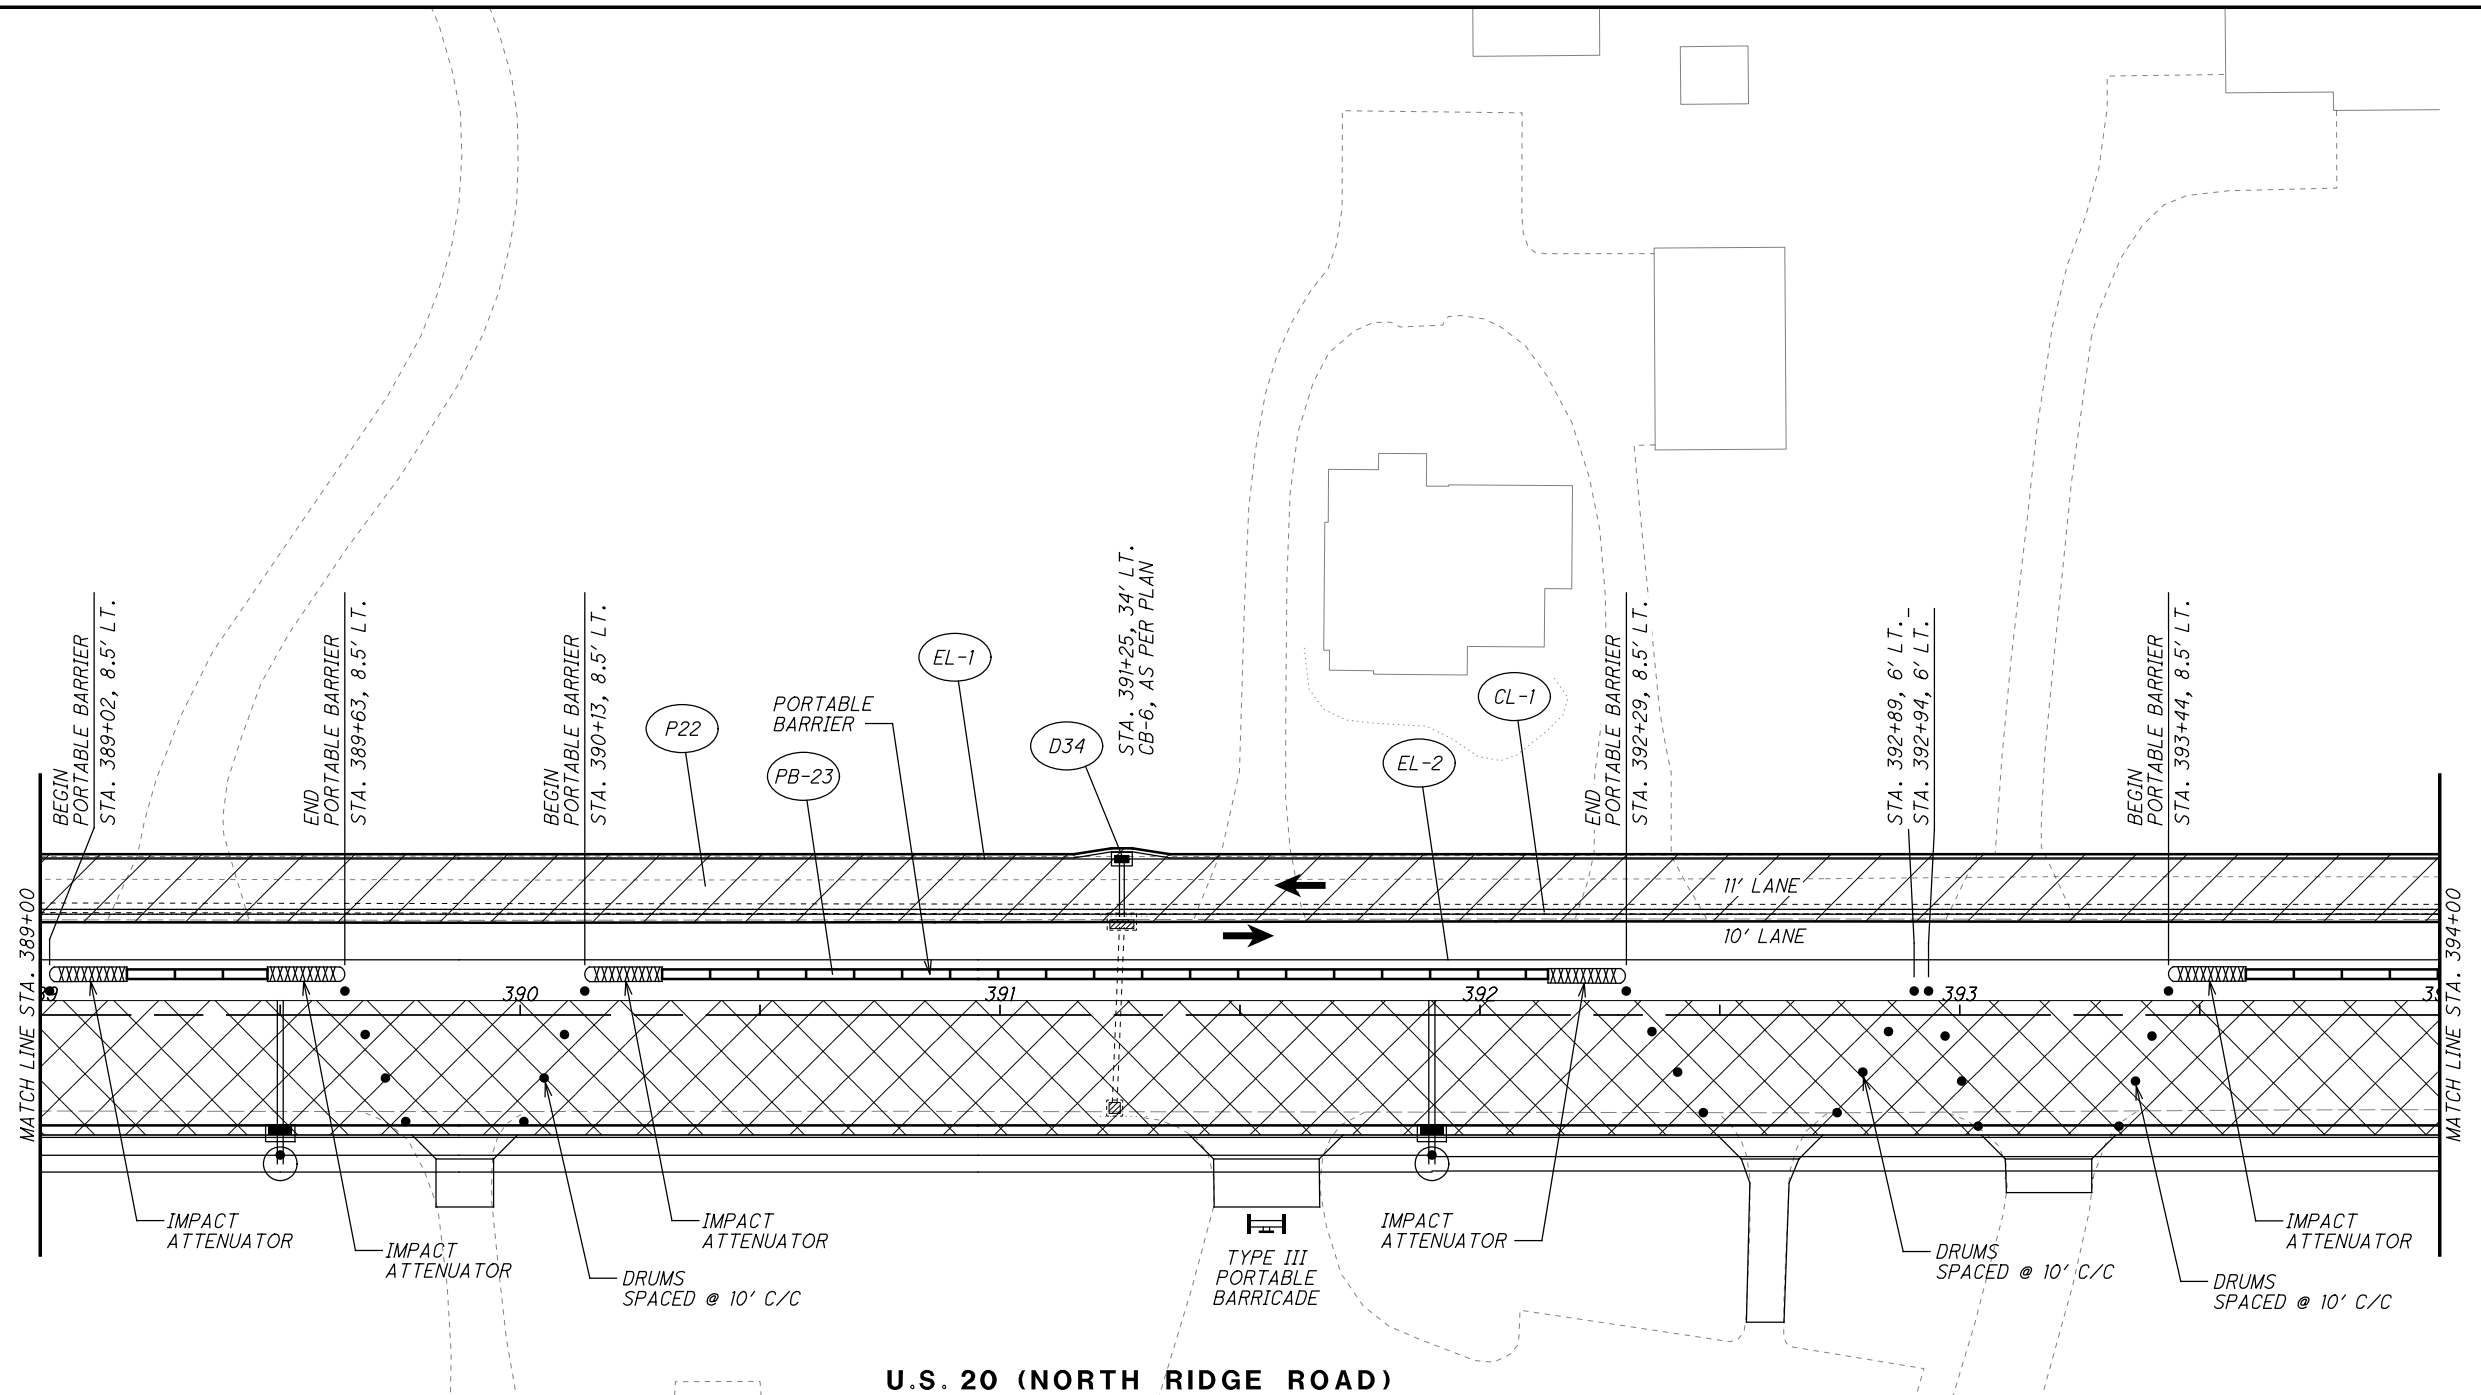 BEGIN
PORTABLE BARRIER
STA. 389+02, 8.5' LT.
END
PORTABLE BARRIER
STA. 389+63, 8.5' LT.
BEGIN
PORTABLE BARRIER
STA. 390+13, 8.5' LT.
P22
PORTABLE
BARRIER
PB-23
EL-1
D34
STA. 391+25, 34' LT.
CB-6, AS PER PLAN
EL-2
CL-1
END
PORTABLE BARRIER
STA. 392+29, 8.5' LT.
STA. 392+89, 6' LT.
STA. 392+94, 6' LT.
BEGIN
PORTABLE BARRIER
STA. 393+44, 8.5' LT.
MATCH LINE STA. 389+00
11' LANE
10' LANE
390
391
392
393
MATCH LINE STA. 394+00
IMPACT
ATTENUATOR
IMPACT
ATTENUATOR
DRUMS
SPACED @ 10' C/C
IMPACT
ATTENUATOR
TYPE III
PORTABLE
BARRICADE
IMPACT
ATTENUATOR
DRUMS
SPACED @ 10' C/C
DRUMS
SPACED @ 10' C/C
IMPACT
ATTENUATOR
U.S. 20 (NORTH RIDGE ROAD)